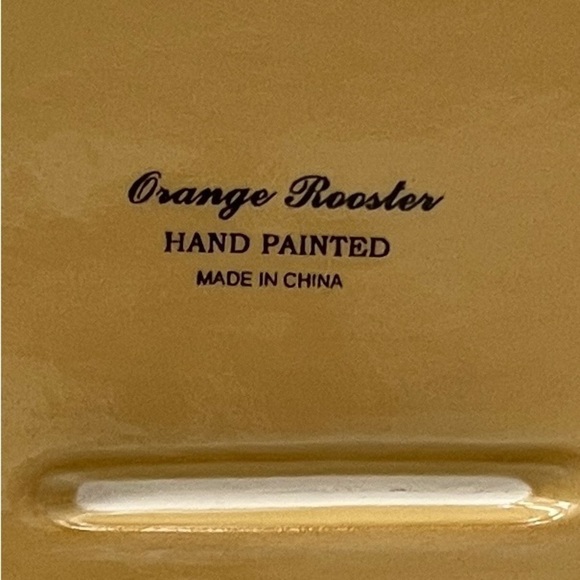 Orange Rooster
HAND PAINTED
MADE IN CHINA